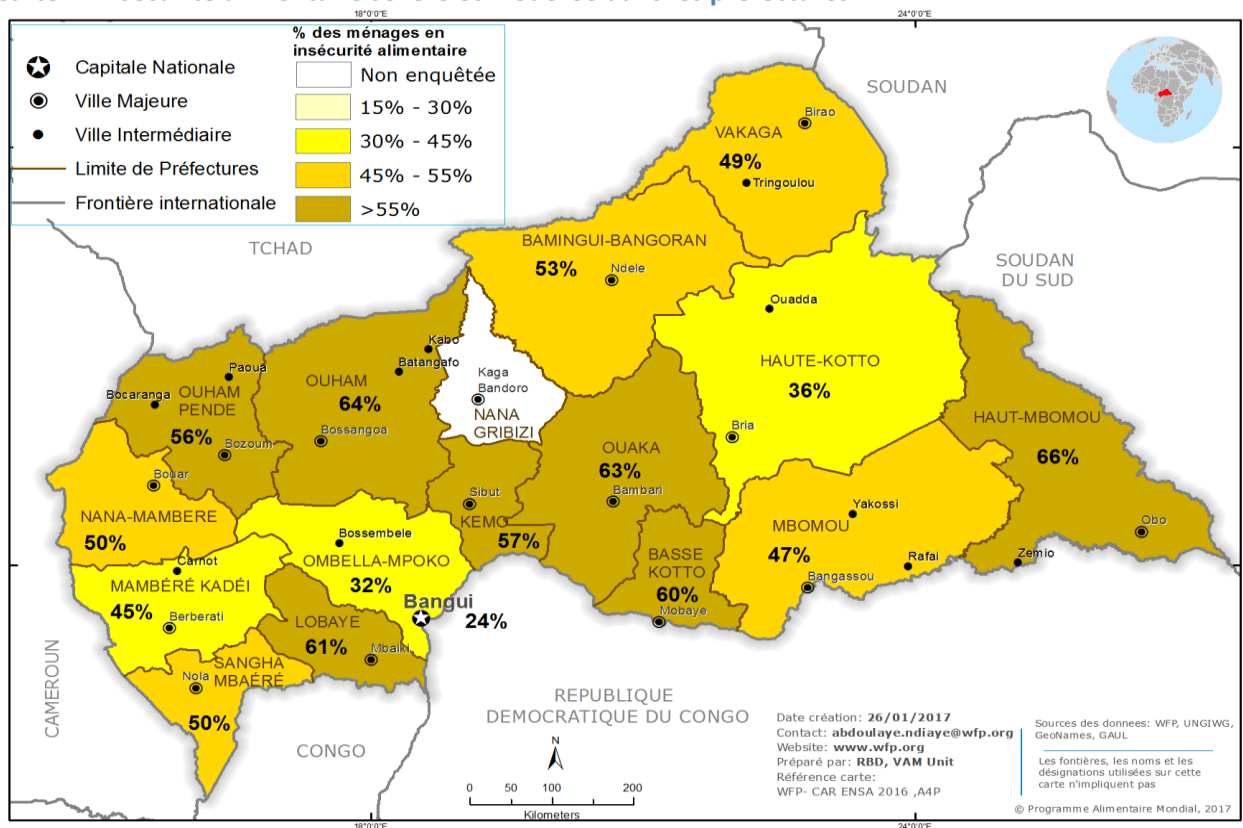 18°0'0"E
24°0'0"E
Capitale Nationale
Ville Majeure
Ville Intermédiaire
Limite de Préfectures
Frontière internationale
% des ménages en
insécurité alimentaire
Non enquêtée
15% - 30%
30% - 45%
45% - 55%
>55%
SOUDAN
TCHAD
SOUDAN
DU SUD
VAKAGA
49%
Birao
Tringoulou
BAMINGUI-BANGORAN
53%
Ndele
Ouadda
HAUTE-KOTTO
36%
Bria
Kabo
Batangafo
OUHAM
64%
Bossangoa
Kaga
Bandoro
NANA
GRIBIZI
Paoua
Bocaranga
OUHAM
PENDE
56%
Bozoum
HAUT-MBOMOU
66%
Obo
Zemio
OUAKA
63%
Bambari
Bouar
NANA-MAMBERE
50%
Sibut
KEMO
57%
Yakossi
MBOMOU
47%
Rafai
Bangassou
Bossembele
OMBELLA-MPOKO
32%
BASSE
KOTTO
60%
Mobaye
Carnot
MAMBÉRÉ KADÉI
45%
Berberati
Bangui
24%
LOBAYE
61%
Mbaiki
SANGHA
MBAÉRÉ
Nola
50%
CAMEROUN
CONGO
REPUBLIQUE
DEMOCRATIQUE DU CONGO
N
0 50 100 200
Kilometers
Date création: 26/01/2017
Contact: abdoulaye.ndiaye@wfp.org
Website: www.wfp.org
Préparé par: RBD, VAM Unit
Référence carte:
WFP- CAR ENSA 2016 ,A4P
Sources des donnees: WFP, UNGIWG,
GeoNames, GAUL
Les fontières, les noms et les
désignations utilisées sur cette
carte n'impliquent pas
© Programme Alimentaire Mondial, 2017
18°0'0"E
24°0'0"E